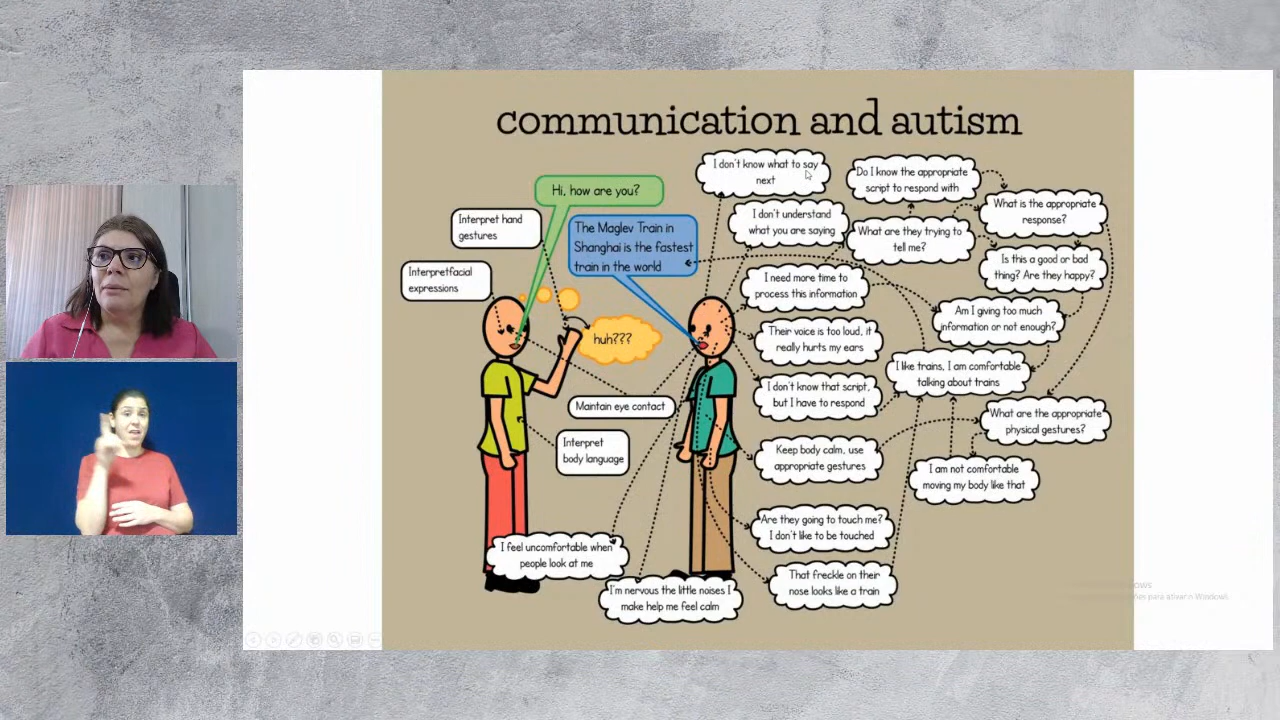 communication and autism
I don't know what to say
next
Do I know the appropriate
script to respond with
Hi, how are you?
What is the appropriate
response?
Interpret hand
gestures
I don't understand
what you are saying
The Maglev Train in
Shanghai is the fastest
train in the world
What are they trying to
tell me?
Is this a good or bad
thing? Are they happy?
Interpretfacial
expressions
I need more time to
process this information
Am I giving too much
information or not enough?
huh???
Their voice is too loud, it
really hurts my ears
I like trains, I am comfortable
talking about trains
I don't know that script,
but I have to respond
Maintain eye contact
What are the appropriate
physical gestures?
Interpret
body language
Keep body calm, use
appropriate gestures
I am not comfortable
moving my body like that
Are they going to touch me?
I don't like to be touched
I feel uncomfortable when
people look at me
That freckle on their
nose looks like a train
I'm nervous the little noises I
make help me feel calm
para ativar o Windows